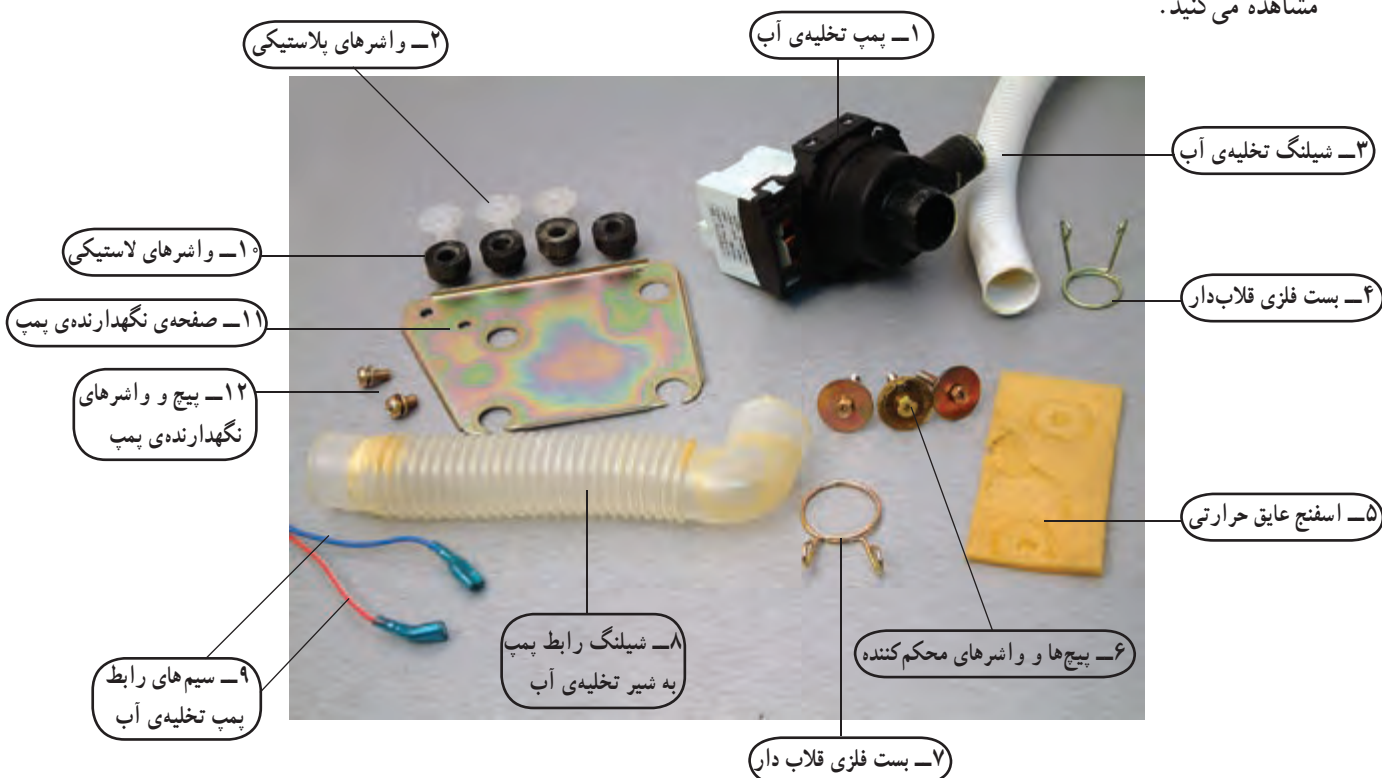 مشاهده می‌کنید.
۱ــ پمپ تخلیه‌ی آب
۲ــ واشرهای پلاستیکی
۳ــ شیلنگ تخلیه‌ی آب
۴ــ بست فلزی قلاب‌دار
۵ــ اسفنج عایق حرارتی
۶ــ پیچ‌ها و واشرهای محکم‌کننده
۷ــ بست فلزی قلاب دار
۸ــ شیلنگ رابط پمپ
به شیر تخلیه‌ی آب
۹ــ سیم‌های رابط
پمپ تخلیه‌ی آب
۱۰ــ واشرهای لاستیکی
۱۱ــ صفحه‌ی نگهدارنده‌ی پمپ
۱۲ــ پیچ و واشرهای
نگهدارنده‌ی پمپ